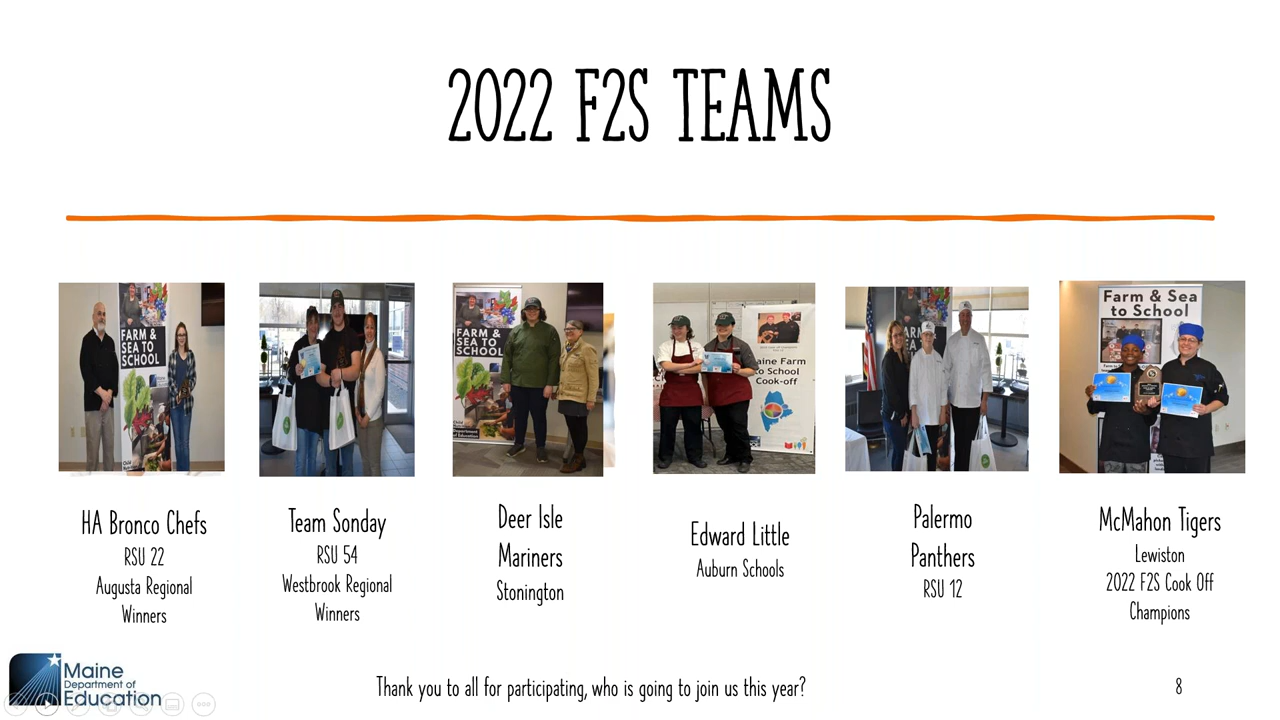 2022 F2S TEAMS
FARM &
SEA TO
SCHOOL
FARM &
SEA TO
SCHOOL
Department
of Education
aine Farm
to School
Cook-off
Farm & Sea
to School
HA Bronco Chefs
RSU 22
Augusta Regional
Winners
Team Sonday
RSU 54
Westbrook Regional
Winners
Deer Isle
Mariners
Stonington
Edward Little
Auburn Schools
Palermo
Panthers
RSU 12
McMahon Tigers
Lewiston
2022 F2S Cook Off
Champions
Maine
Department of
Education
Thank you to all for participating, who is going to join us this year?
8